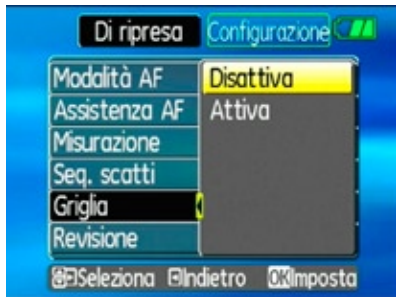 Di ripresa Configurazione
Modalità AF Disattiva
Assistenza AF Attiva
Misurazione
Seq. scatti
Griglia
Revisione
Seleziona Indietro OK Imposta